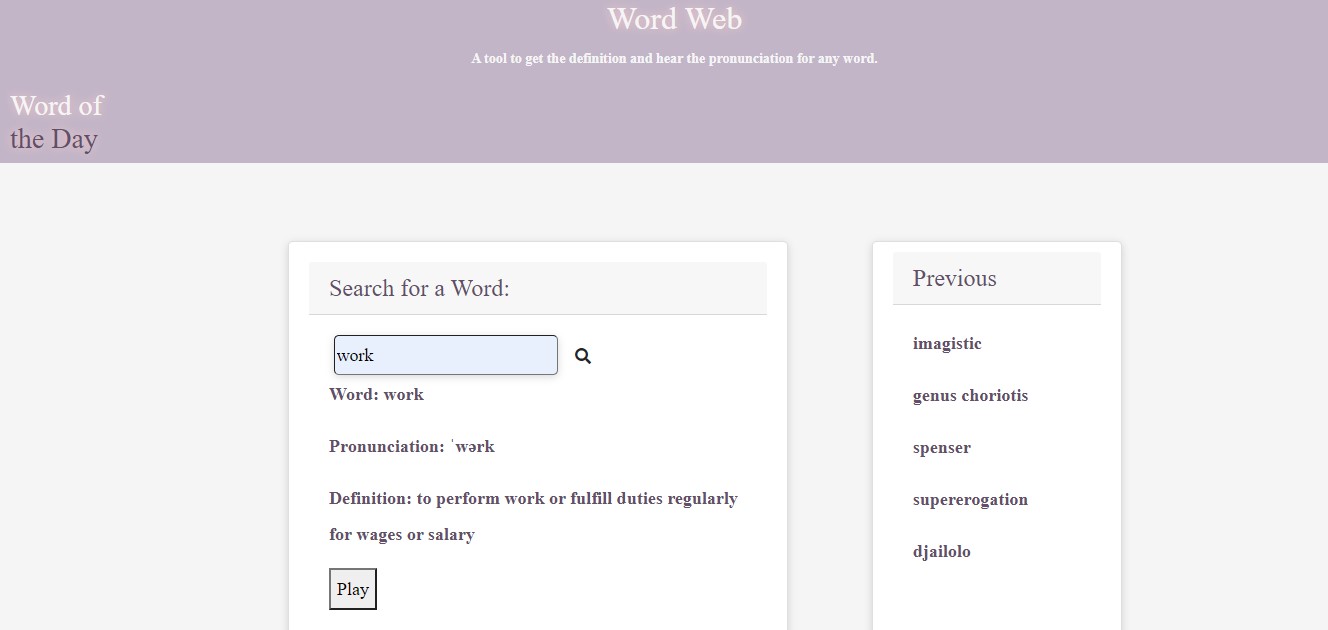 Word Web
A tool to get the definition and hear the pronunciation for any word.
Word of
the Day
Search for a Word:
work
Word: work
Pronunciation: ˈwərk
Definition: to perform work or fulfill duties regularly
for wages or salary
Play
Previous
imagistic
genus choriotis
spenser
supererogation
djailolo